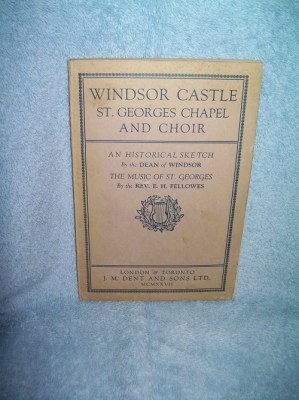 WINDSOR CASTLE
ST. GEORGES CHAPEL
AND CHOIR
AN HISTORICAL SKETCH
By the DEAN of WINDSOR
THE MUSIC OF ST. GEORGES
By the REV. E. H. FELLOWES
LONDON & TORONTO
J. M. DENT AND SONS LTD.
MCMXXVII